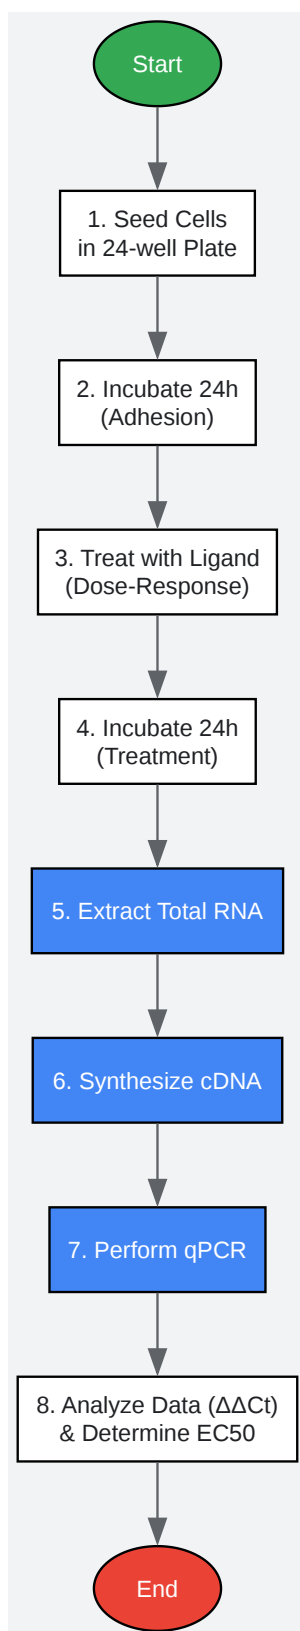 Start
1. Seed Cells
in 24-well Plate
2. Incubate 24h
(Adhesion)
3. Treat with Ligand
(Dose-Response)
4. Incubate 24h
(Treatment)
5. Extract Total RNA
6. Synthesize cDNA
7. Perform qPCR
8. Analyze Data (ΔΔCt)
& Determine EC50
End